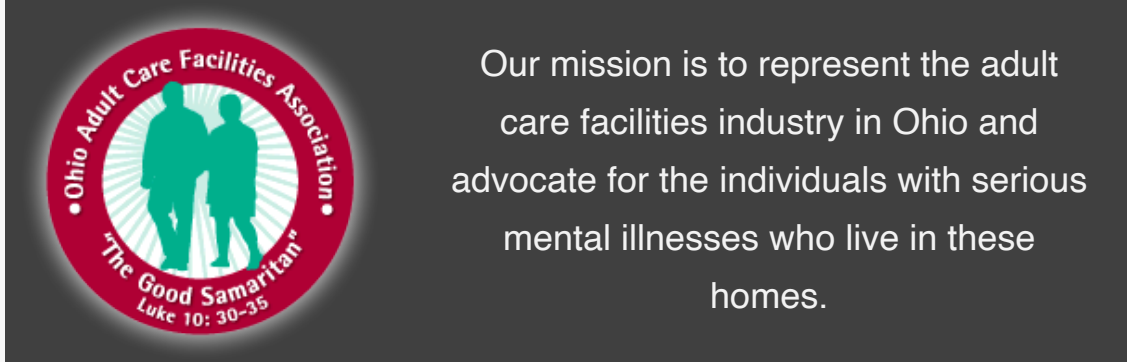 •Ohio Adult Care Facilities Association•
"The Good Samaritan"
Luke 10: 30-35
Our mission is to represent the adult
care facilities industry in Ohio and
advocate for the individuals with serious
mental illnesses who live in these
homes.